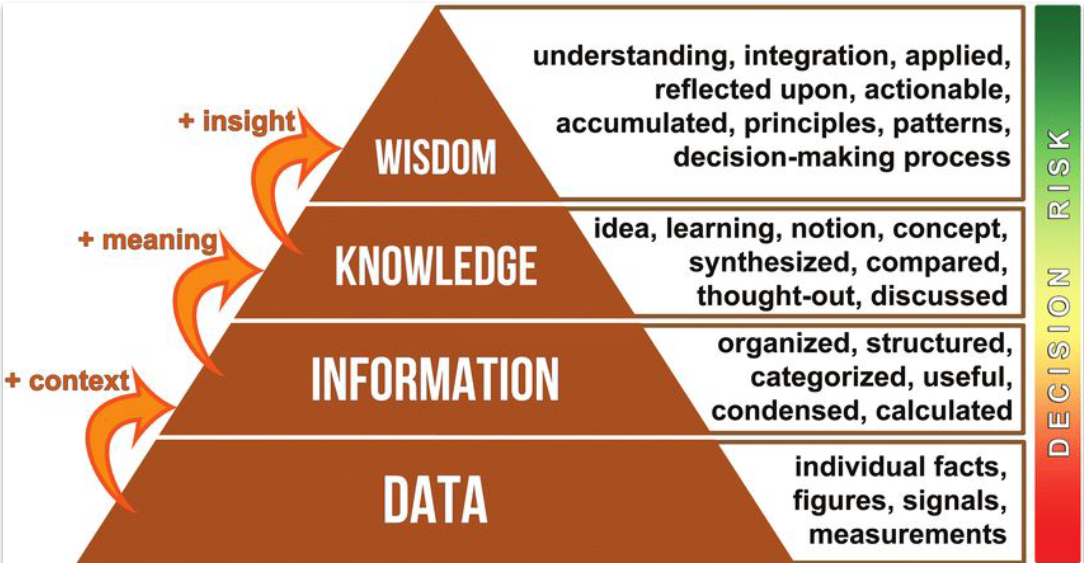 understanding, integration, applied,
reflected upon, actionable,
accumulated, principles, patterns,
decision-making process
+ insight
WISDOM
idea, learning, notion, concept,
synthesized, compared,
thought-out, discussed
+ meaning
KNOWLEDGE
organized, structured,
categorized, useful,
condensed, calculated
+ context
INFORMATION
individual facts,
figures, signals,
measurements
DATA
DECISION RISK